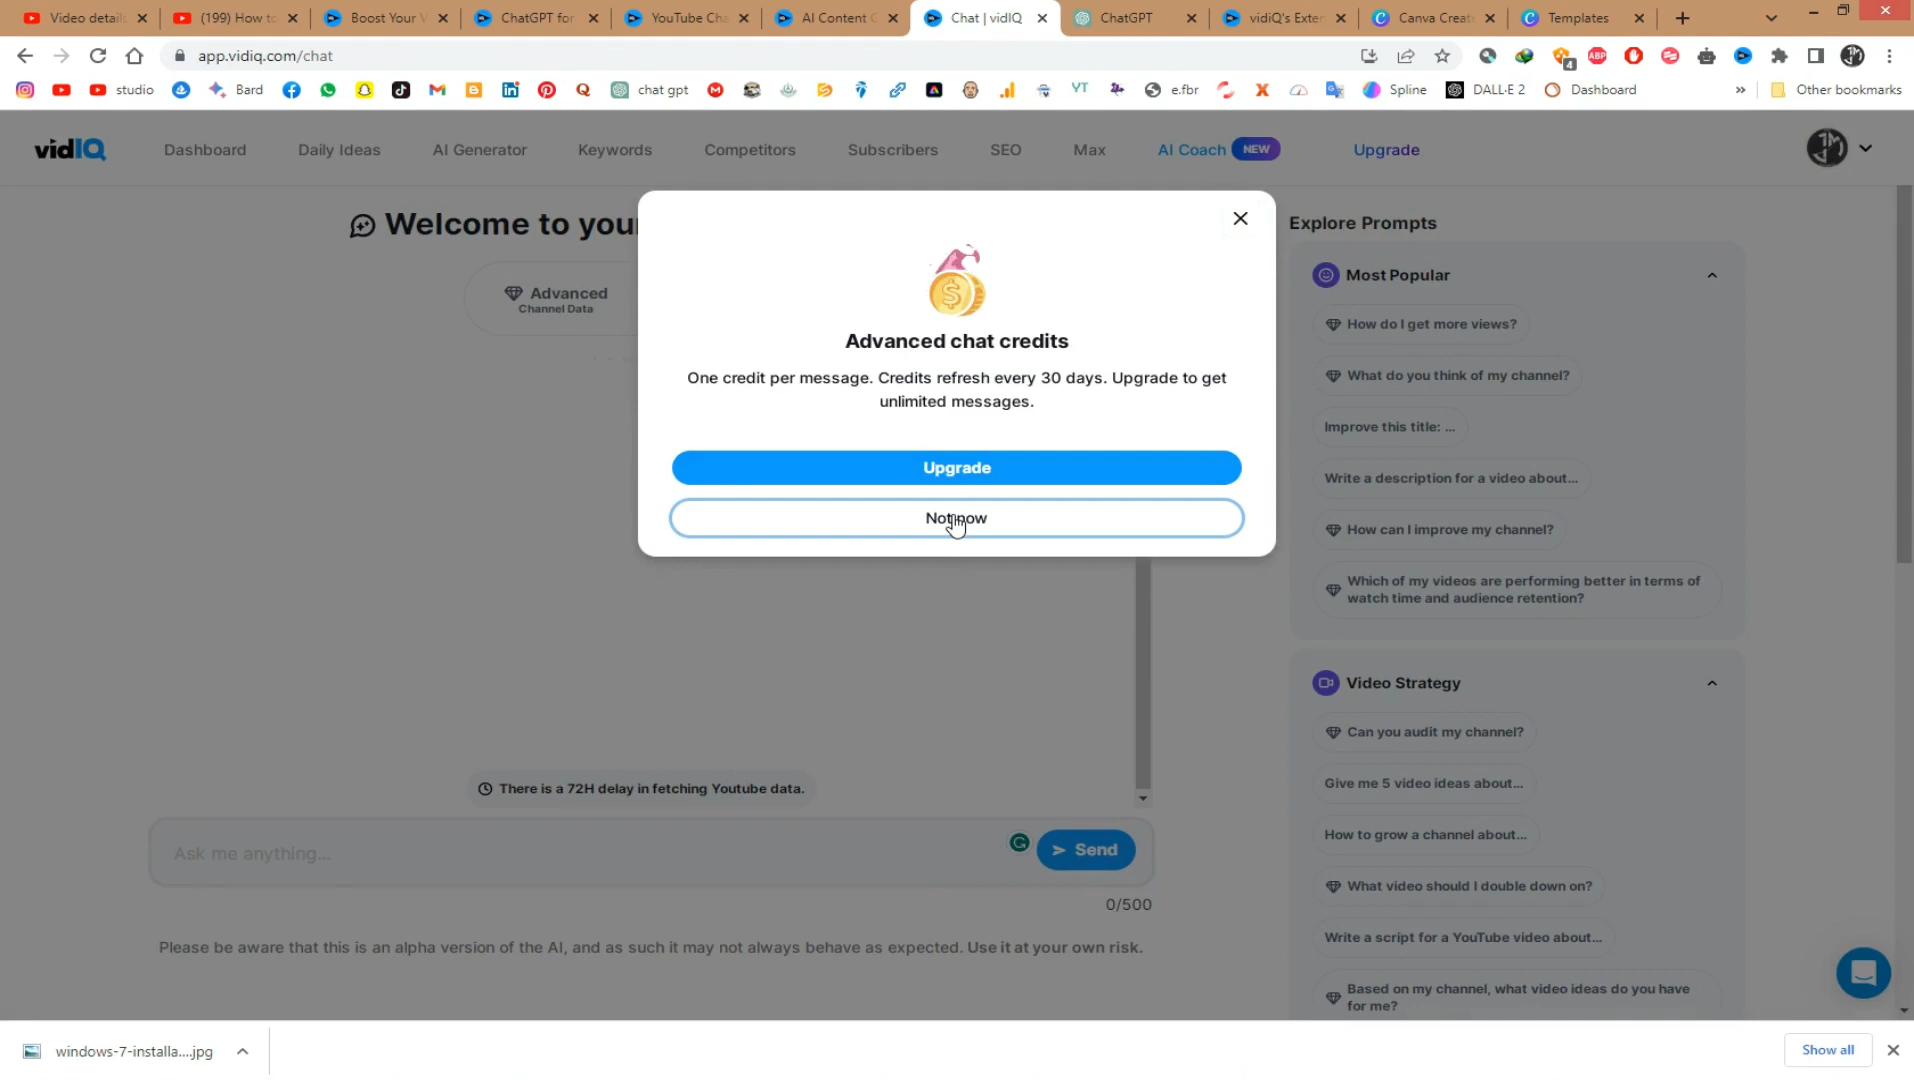 Video details
(199) How to
Boost Your V
ChatGPT for
YouTube Cha
AI Content G
Chat | vidIQ
ChatGPT
vidiQ's Exten
Canva Creat
Templates
app.vidiq.com/chat
4
ABP
studio
Bard
chat gpt
YT
e.fbr
Spline
DALL·E 2
Dashboard
»
Other bookmarks
vidIQ
Dashboard
Daily Ideas
AI Generator
Keywords
Competitors
Subscribers
SEO
Max
AI Coach NEW
Upgrade
Welcome to your
Advanced
Channel Data
Advanced chat credits
One credit per message. Credits refresh every 30 days. Upgrade to get
unlimited messages.
Upgrade
Not now
There is a 72H delay in fetching Youtube data.
Ask me anything...
Send
0/500
Please be aware that this is an alpha version of the AI, and as such it may not always behave as expected. Use it at your own risk.
Explore Prompts
Most Popular
How do I get more views?
What do you think of my channel?
Improve this title: ...
Write a description for a video about...
How can I improve my channel?
Which of my videos are performing better in terms of
watch time and audience retention?
Video Strategy
Can you audit my channel?
Give me 5 video ideas about...
How to grow a channel about...
What video should I double down on?
Write a script for a YouTube video about...
Based on my channel, what video ideas do you have
for me?
windows-7-installa....jpg
Show all